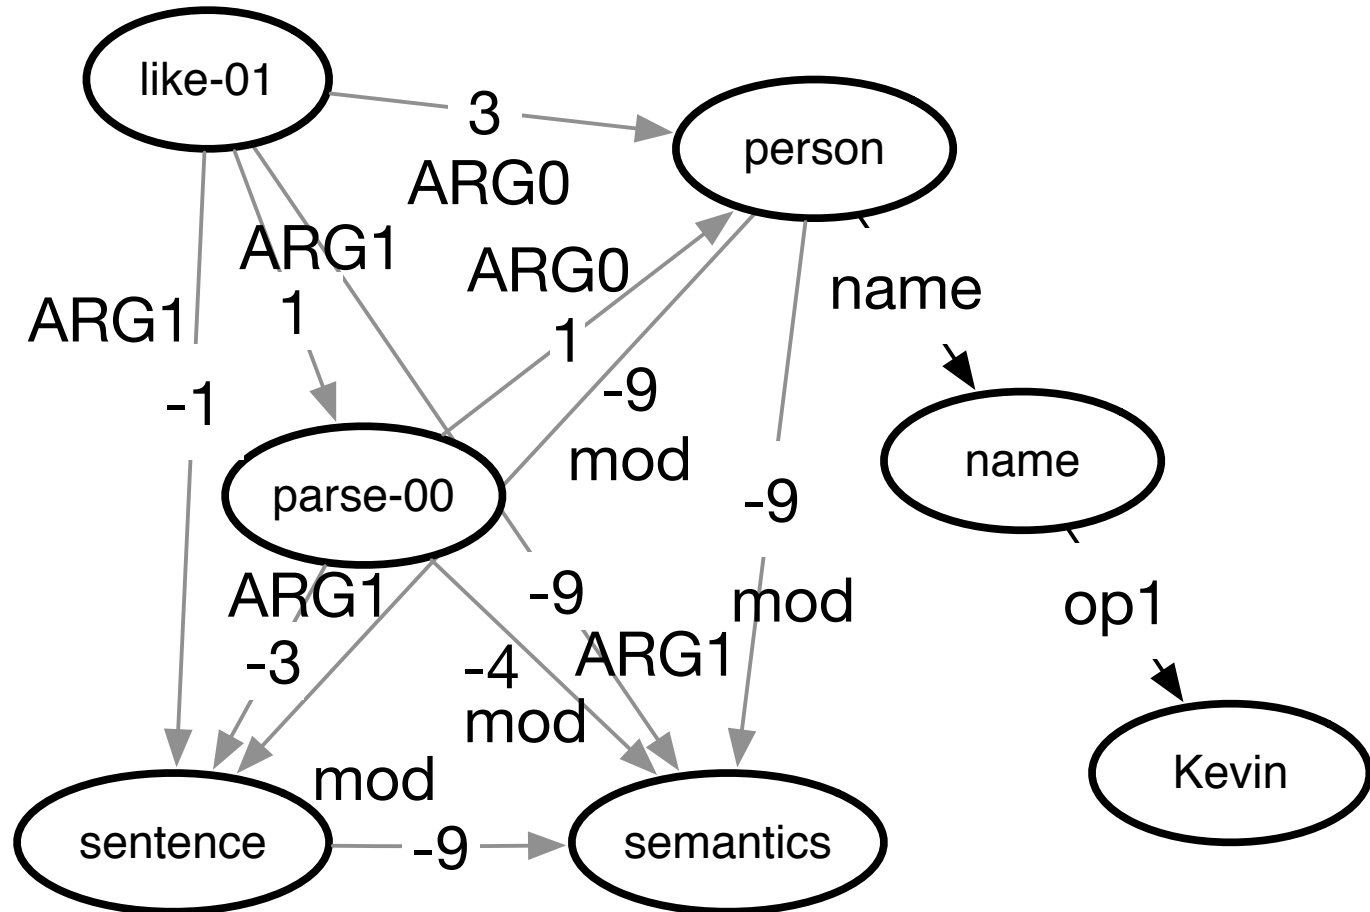 like-01
3
person
ARG0
ARG1
ARG0
name
ARG1
1
1
-9
-1
mod
name
parse-00
-9
ARG1
-9
mod
op1
-3
-4
ARG1
mod
mod
Kevin
sentence
-9
semantics